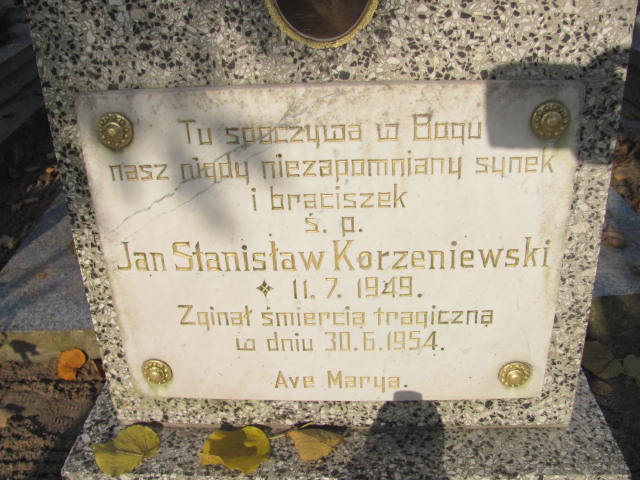 Tu spoczywa w Bogu
nasz nigdy niezapomniany synek
i braciszek
ś. p.
Jan Stanisław Korzeniewski
11. 7. 1949.
Zginął śmiercią tragiczną
w dniu 30.6.1954.
Ave Marya.